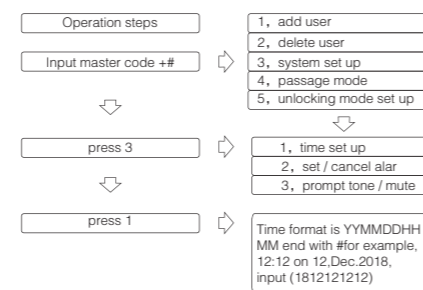 Operation steps
1, add user
2, delete user
Input master code +#
3, system set up
4, passage mode
5, unlocking mode set up
press 3
1, time set up
2, set / cancel alar
3, prompt tone / mute
press 1
Time format is YYMMDDHH
MM end with #for example,
12:12 on 12,Dec.2018,
input (1812121212)